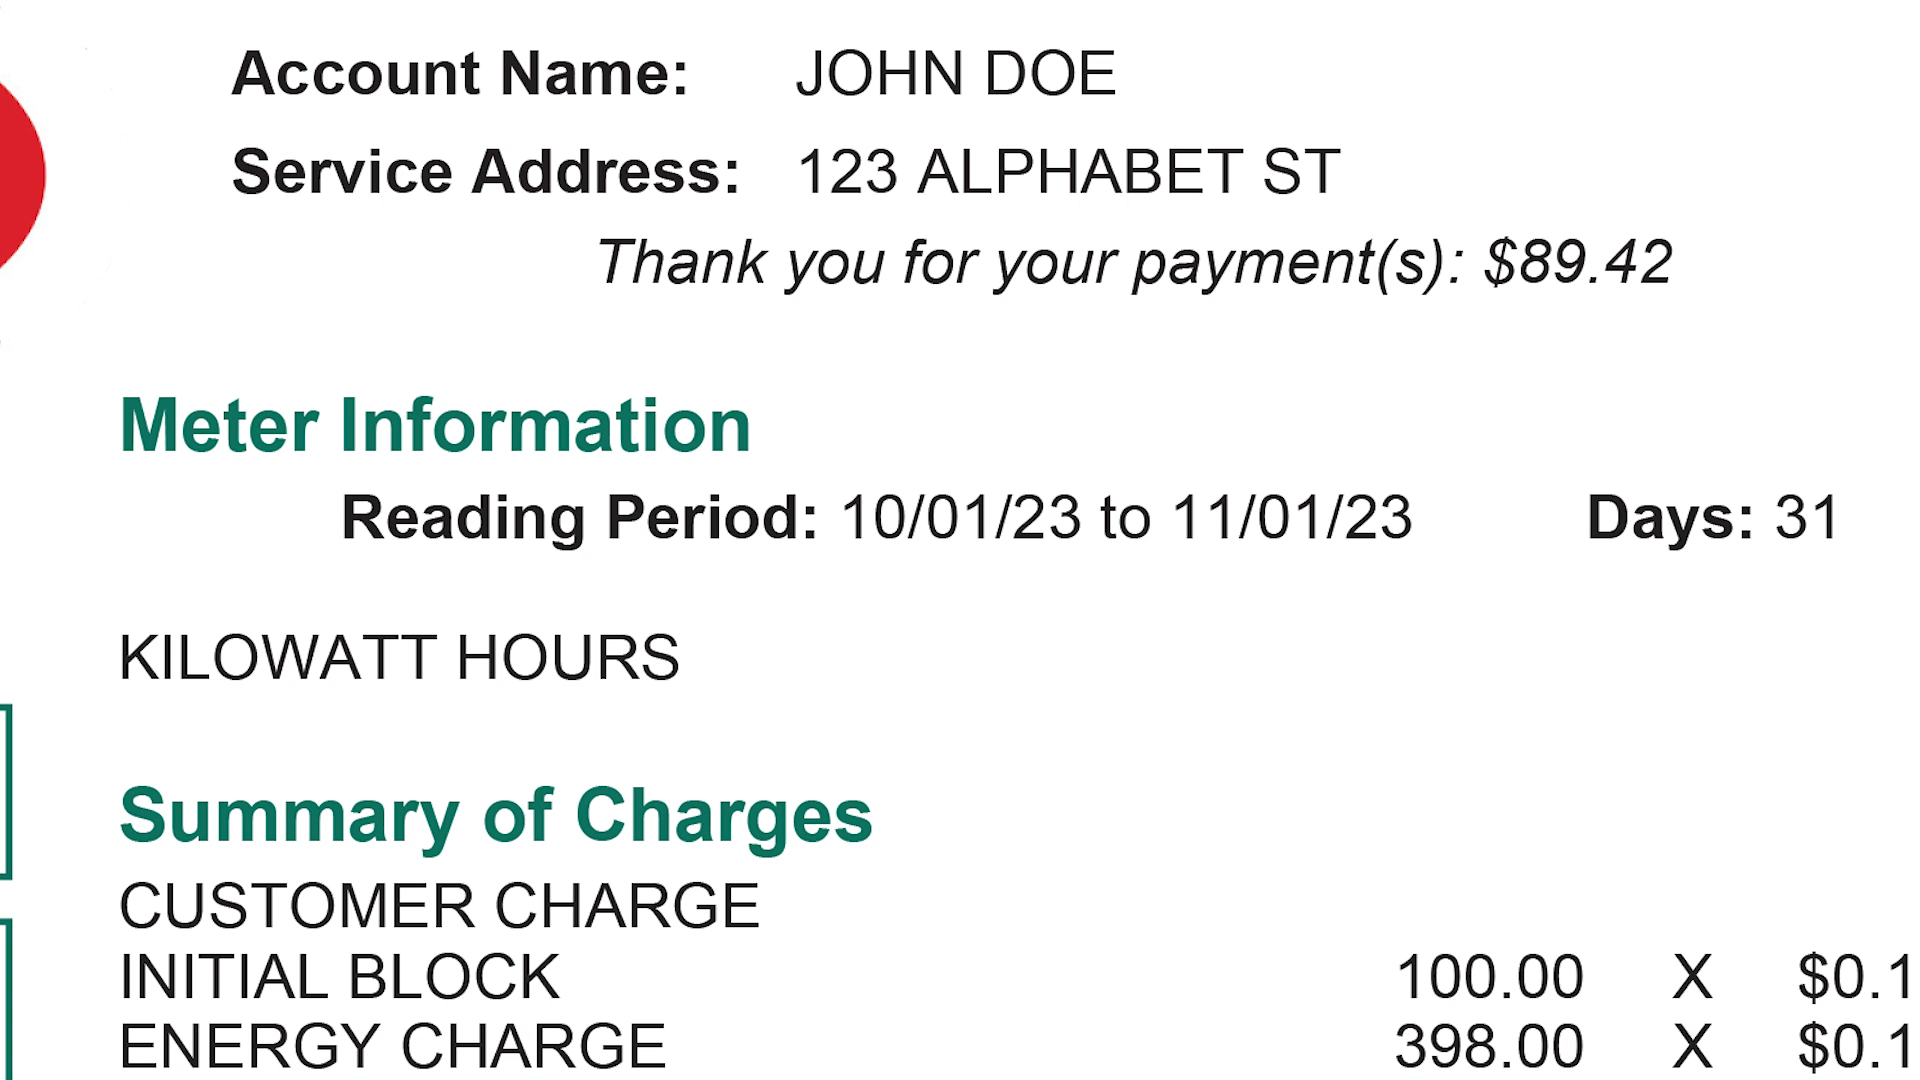 Account Name: JOHN DOE
Service Address: 123 ALPHABET ST
Thank you for your payment(s): $89.42
Meter Information
Reading Period: 10/01/23 to 11/01/23 Days: 31
KILOWATT HOURS
Summary of Charges
CUSTOMER CHARGE
INITIAL BLOCK 100.00 X $0.1
ENERGY CHARGE 398.00 X $0.1